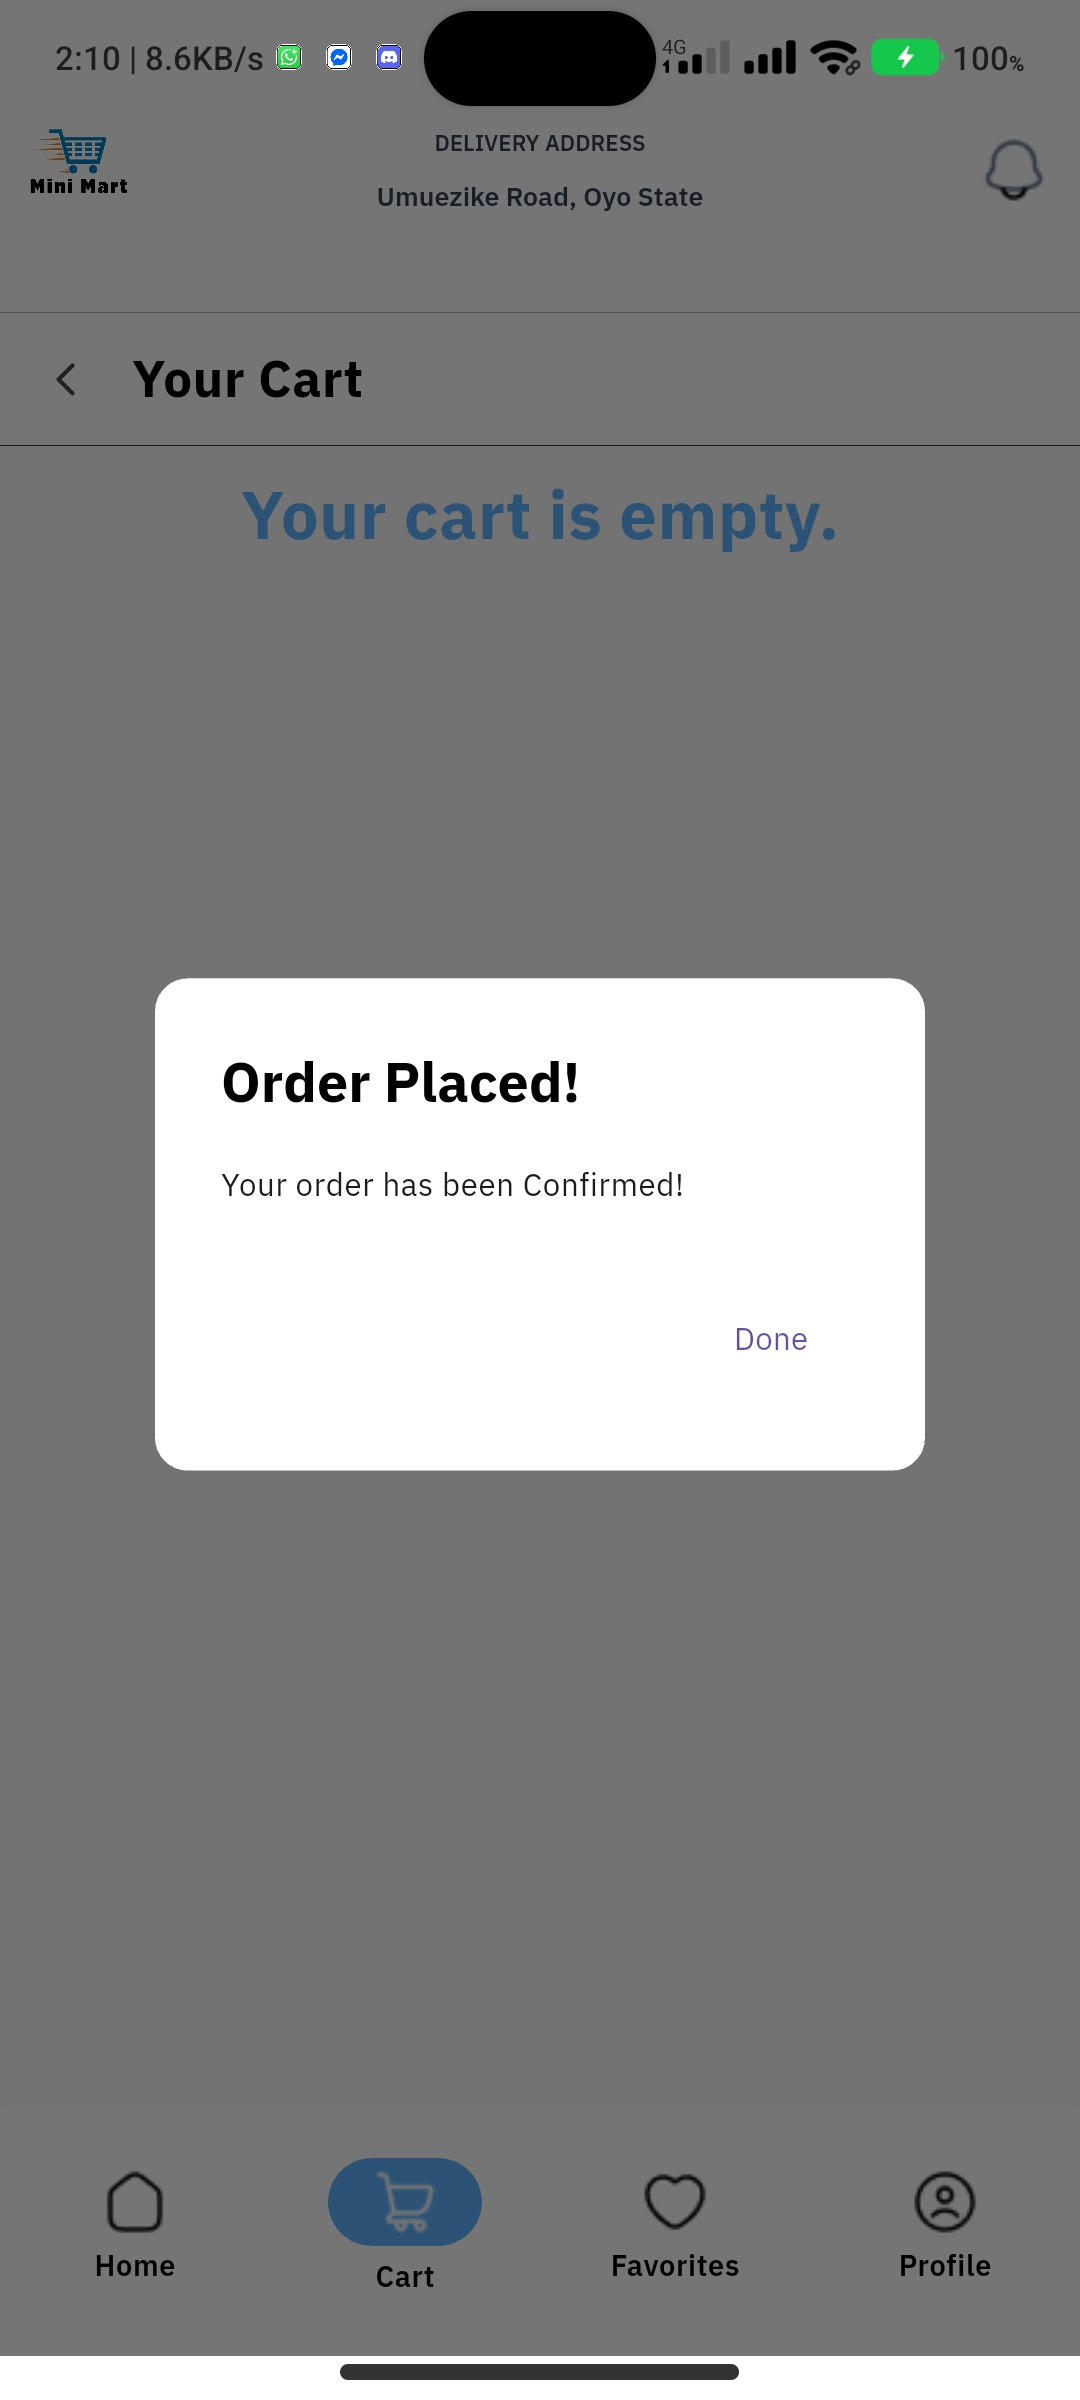 2:10 | 8.6KB/s
4G
100%
Mini Mart
DELIVERY ADDRESS
Umuezike Road, Oyo State
Your Cart
Your cart is empty.
Order Placed!
Your order has been Confirmed!
Done
Home
Cart
Favorites
Profile